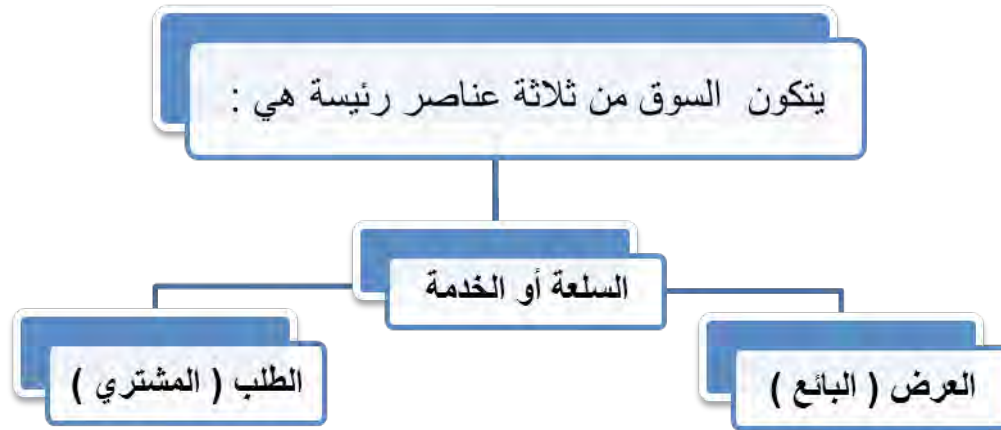 يتكون السوق من ثلاثة عناصر رئيسة هي :
السلعة أو الخدمة
العرض ( البائع )
الطلب ( المشتري )